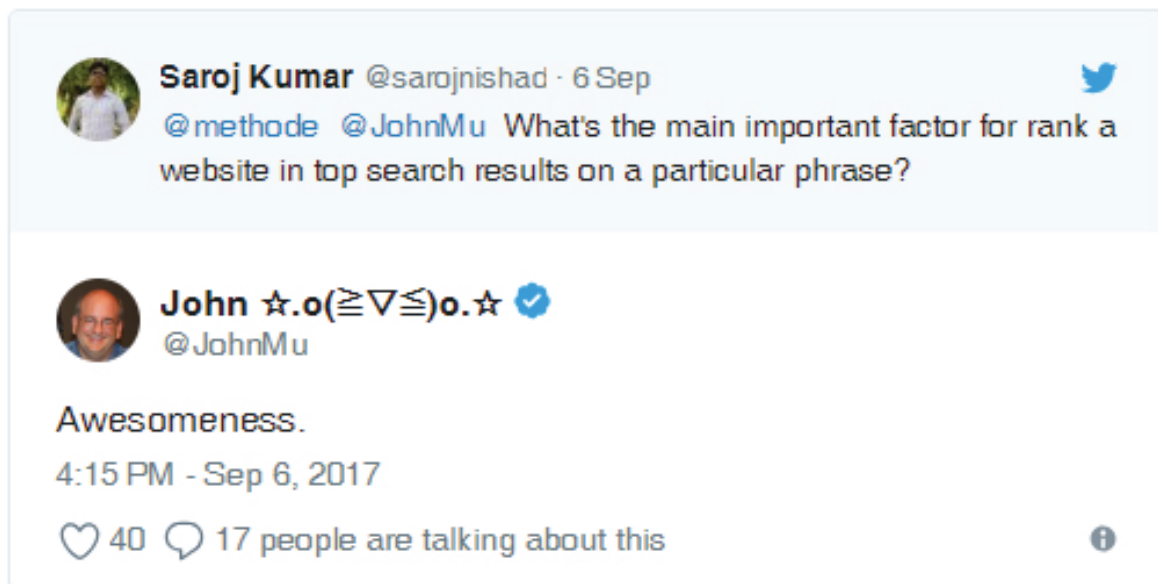 Saroj Kumar @sarojnishad · 6 Sep
@methode @JohnMu What's the main important factor for rank a
website in top search results on a particular phrase?
John ☆.o(≧▽≦)o.☆
@JohnMu
Awesomeness.
4:15 PM - Sep 6, 2017
40 17 people are talking about this